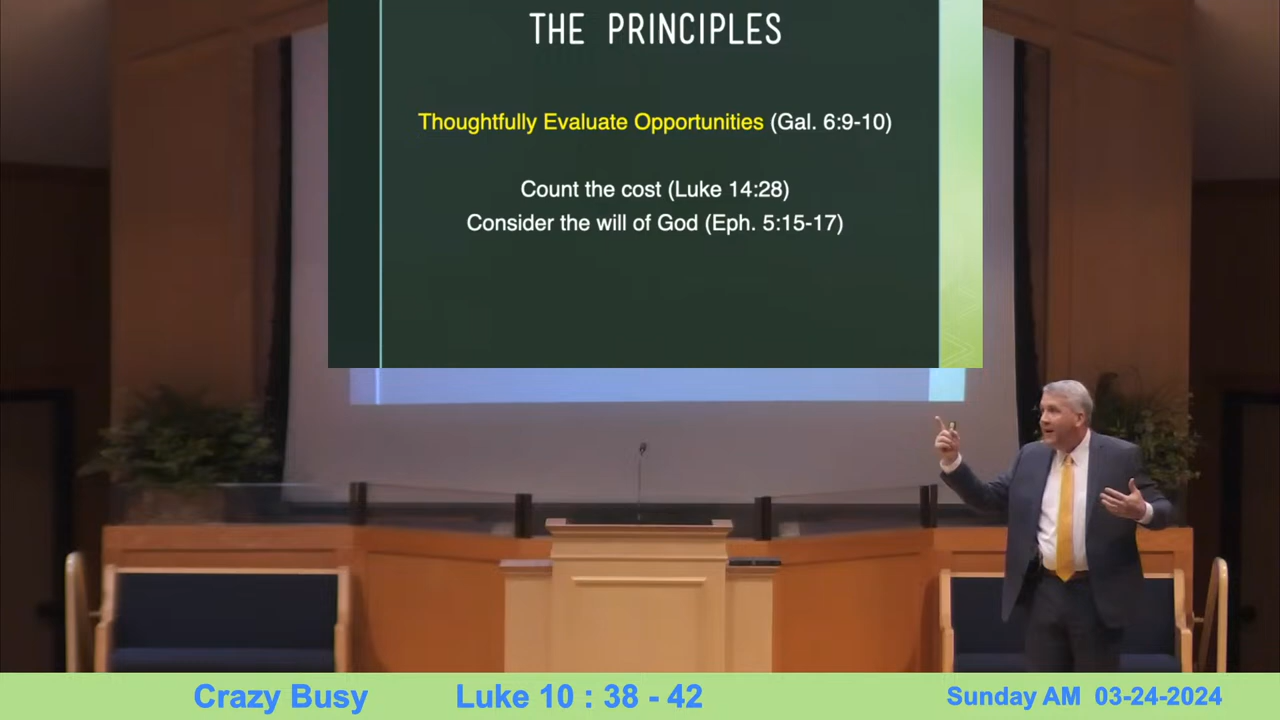 THE PRINCIPLES
Thoughtfully Evaluate Opportunities (Gal. 6:9-10)
Count the cost (Luke 14:28)
Consider the will of God (Eph. 5:15-17)
Crazy Busy Luke 10 : 38 - 42 Sunday AM 03-24-2024